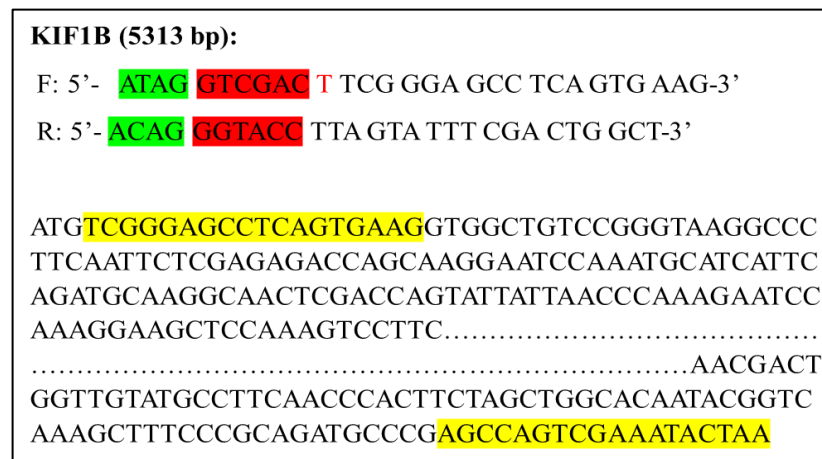 KIF1B (5313 bp):
F: 5’- ATAG GTCGAC T TCG GGA GCC TCA GTG AAG-3’
R: 5’- ACAG GGTACC TTA GTA TTT CGA CTG GCT-3’
ATGTCGGGAGCCTCAGTGAAGGTGGCTGTCCGGGTAAGGCCC
TTCAATTCTCGAGAGACCAGCAAGGAATCCAAATGCATCATTC
AGATGCAAGGCAACTCGACCAGTATTATTAACCCAAAGAATCC
AAAGGAAGCTCCAAAGTCCTTC……………………………………
……………………………………………………………………AACGACT
GGTTGTATGCCTTCAACCCACTTCTAGCTGGCACAATACGGTC
AAAGCTTTCCCGCAGATGCCCGAGCCAGTCGAAATACTAA